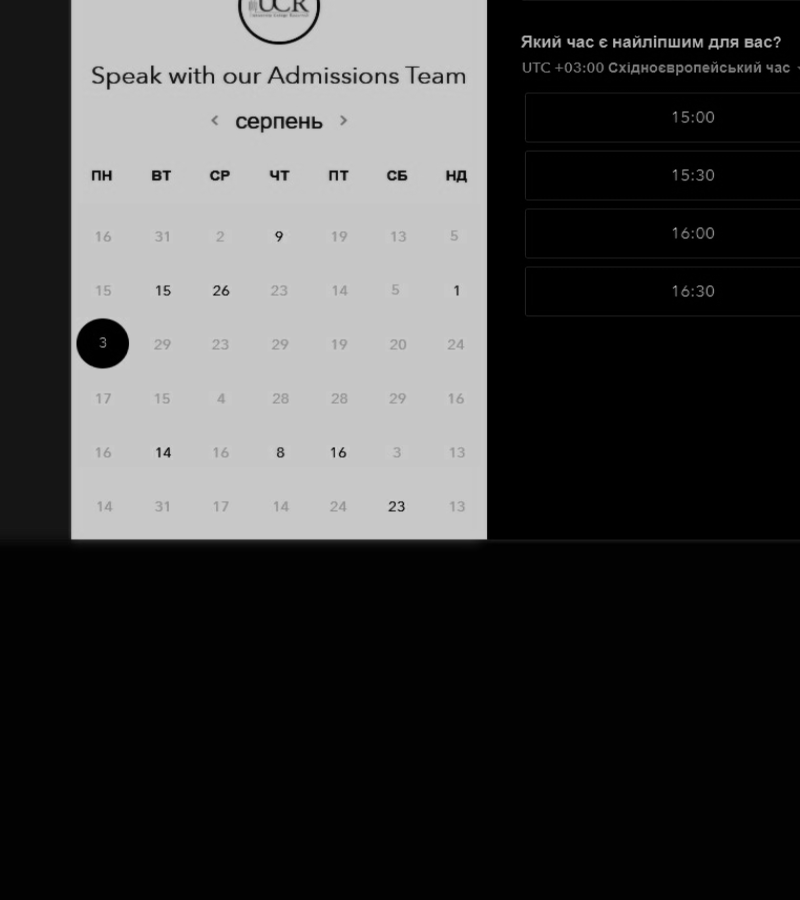 UCR
Speak with our Admissions Team
< серпень >
ПН ВТ СР ЧТ ПТ СБ НД
16 31 2 9 19 13 5
15 15 26 23 14 5 1
3 29 23 29 19 20 24
17 15 4 28 28 29 16
16 14 16 8 16 3 13
14 31 17 14 24 23 13
Який час є найліпшим для вас?
UTC +03:00 Східноєвропейський час
15:00
15:30
16:00
16:30